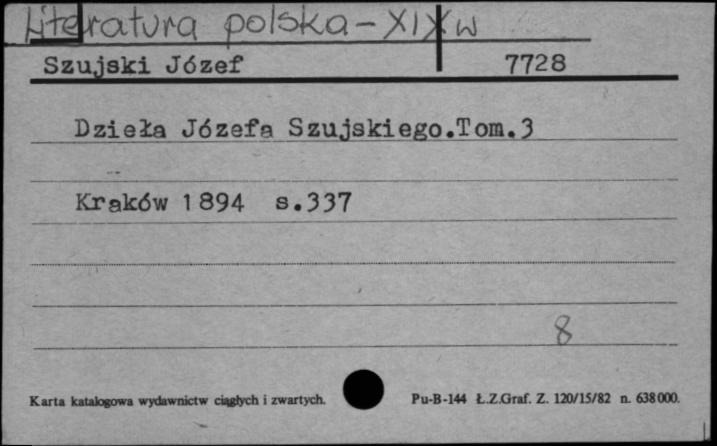 Literatura polska - XIX w
Szujski Józef 7728
Dzieła Józefa Szujskiego.Tom.3
Kraków 1894 s.337
8
Karta katalogowa wydawnictw ciągłych i zwartych. Pu-B-144 Ł.Z.Graf. Z. 120/15/82 n. 638000.